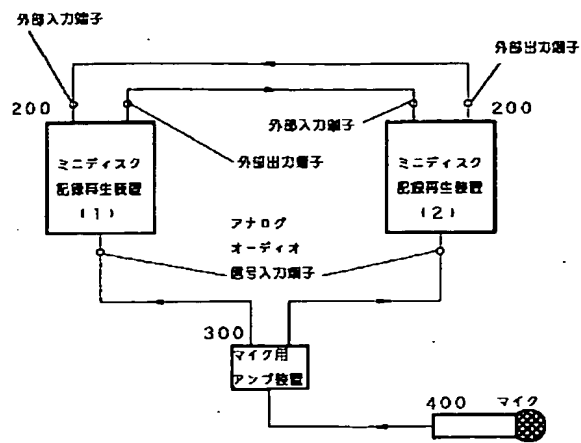 外部入力端子
外部出力端子
200
200
外部入力端子
外部出力端子
ミニディスク
記録再生装置
(1)
ミニディスク
記録再生装置
(2)
アナログ
オーディオ
信号入力端子
300
マイク用
アンプ装置
400
マイク